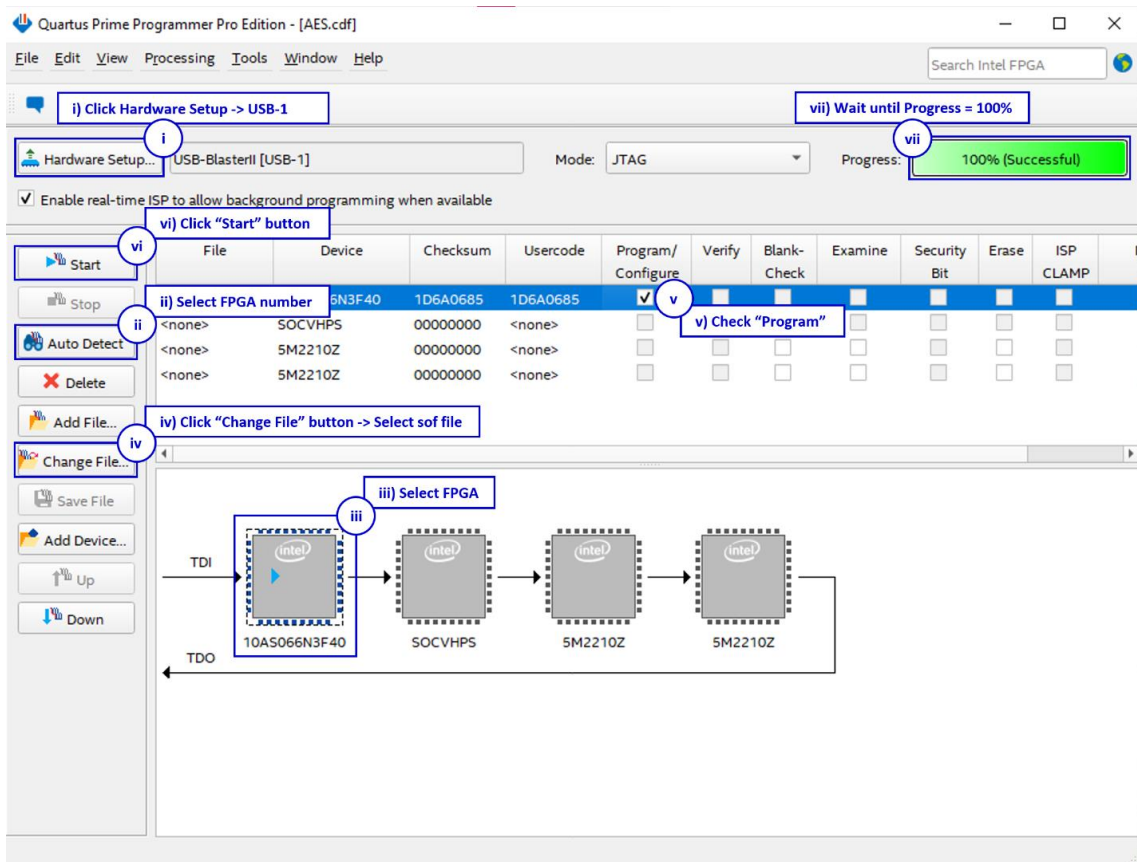 Quartus Prime Programmer Pro Edition - [AES.cdf]
File Edit View Processing Tools Window Help
Search Intel FPGA
i) Click Hardware Setup -> USB-1
vii) Wait until Progress = 100%
i
vii
Hardware Setup... USB-BlasterII [USB-1] Mode: JTAG Progress: 100% (Successful)
Enable real-time ISP to allow background programming when available
vi) Click “Start” button
vi
Start
File Device Checksum Usercode Program/ Configure Verify Blank- Check Examine Security Bit Erase ISP CLAMP
Stop
ii) Select FPGA number
6N3F40 1D6A0685 1D6A0685
v
v) Check “Program”
ii
<none> SOCVHPS 00000000 <none>
Auto Detect
<none> 5M2210Z 00000000 <none>
<none> 5M2210Z 00000000 <none>
Delete
Add File...
iv) Click “Change File” button -> Select sof file
iv
Change File...
Save File
Add Device...
Up
Down
iii) Select FPGA
iii
intel intel intel intel
TDI
10AS066N3F40 SOCVHPS 5M2210Z 5M2210Z
TDO